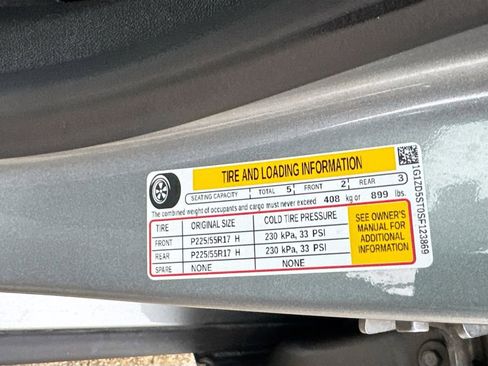 TIRE AND LOADING INFORMATION
SEATING CAPACITY TOTAL 5 FRONT 2 REAR 3
The combined weight of occupants and cargo must never exceed 408 kg or 899 lbs.
TIRE ORIGINAL SIZE COLD TIRE PRESSURE
FRONT P225/55R17 H 230 kPa, 33 PSI
REAR P225/55R17 H 230 kPa, 33 PSI
SPARE NONE NONE
SEE OWNER'S
MANUAL FOR
ADDITIONAL
INFORMATION
1G1ZD5ST0SF123869